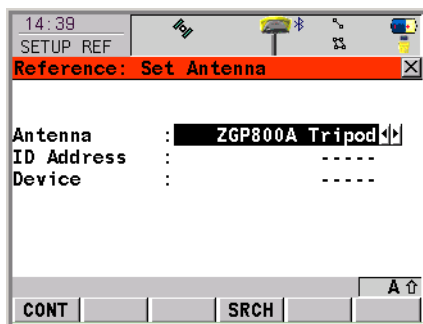 14:39
SETUP REF
Reference: Set Antenna
Antenna : ZGP800A Tripod
ID Address : -----
Device : -----
A
CONT SRCH